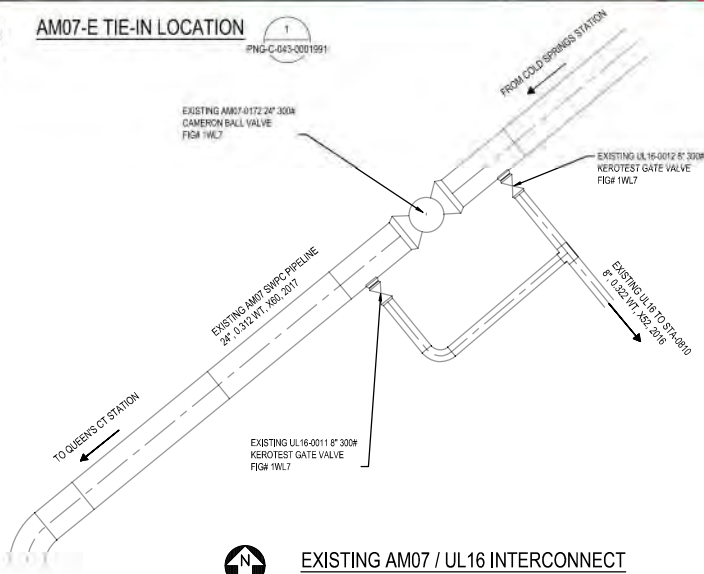 AM07-E TIE-IN LOCATION
1
PNG-C-043-0001991
FROM COLD SPRINGS STATION
EXISTING AM07-0172 24" 300#
CAMERON BALL VALVE
FIG# 1WL7
EXISTING UL16-0012 8" 300#
KEROTEST GATE VALVE
FIG# 1WL7
EXISTING AM07 SWPC PIPELINE
24", 0.312 WT, X60, 2017
EXISTING UL16 TO STA-0810
8", 0.322 WT, X52, 2016
TO QUEEN'S CT STATION
EXISTING UL16-0011 8" 300#
KEROTEST GATE VALVE
FIG# 1WL7
N
EXISTING AM07 / UL16 INTERCONNECT